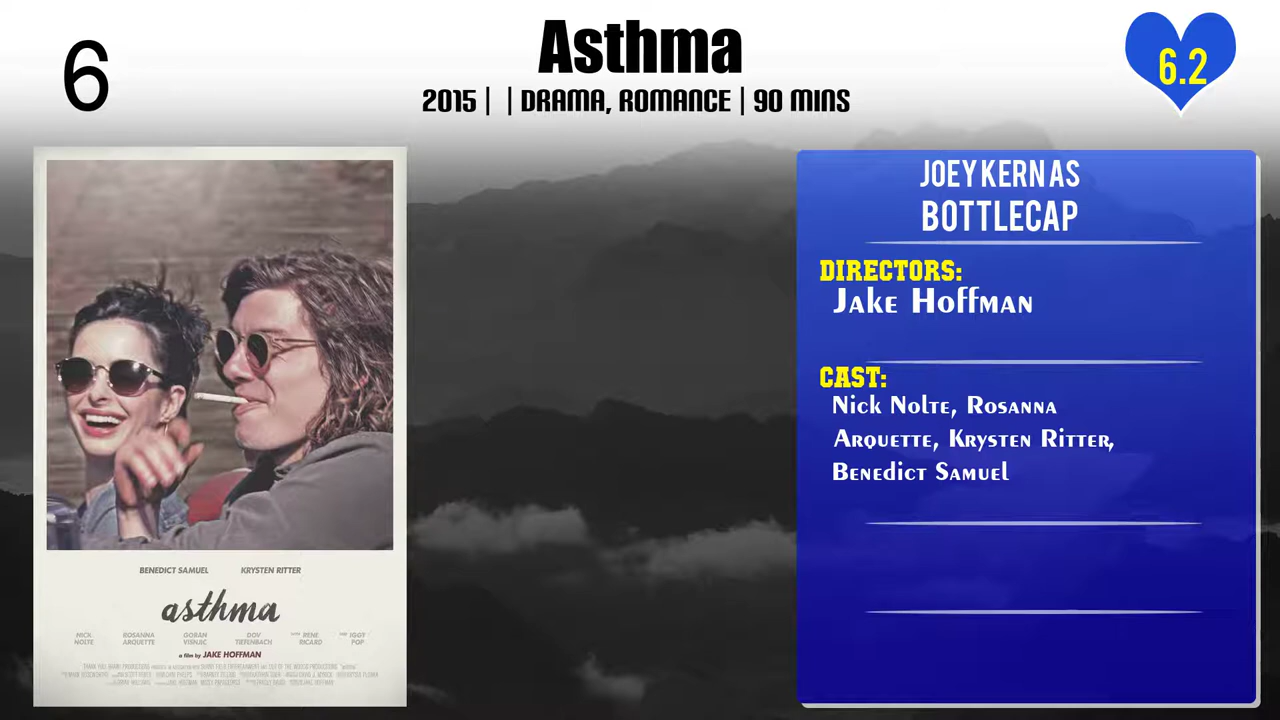 6
Asthma
2015 | | DRAMA, ROMANCE | 90 MINS
6.2
JOEY KERN AS
BOTTLECAP
DIRECTORS:
Jake Hoffman
CAST:
Nick Nolte, Rosanna
Arquette, Krysten Ritter,
Benedict Samuel
BENEDICT SAMUEL KRYSTEN RITTER
asthma
NICK NOLTE ROSANNA ARQUETTE GORAN VISNJIC DOV TIEFENBACH WITH RENE RICARD AND IGGY POP
a film by JAKE HOFFMAN